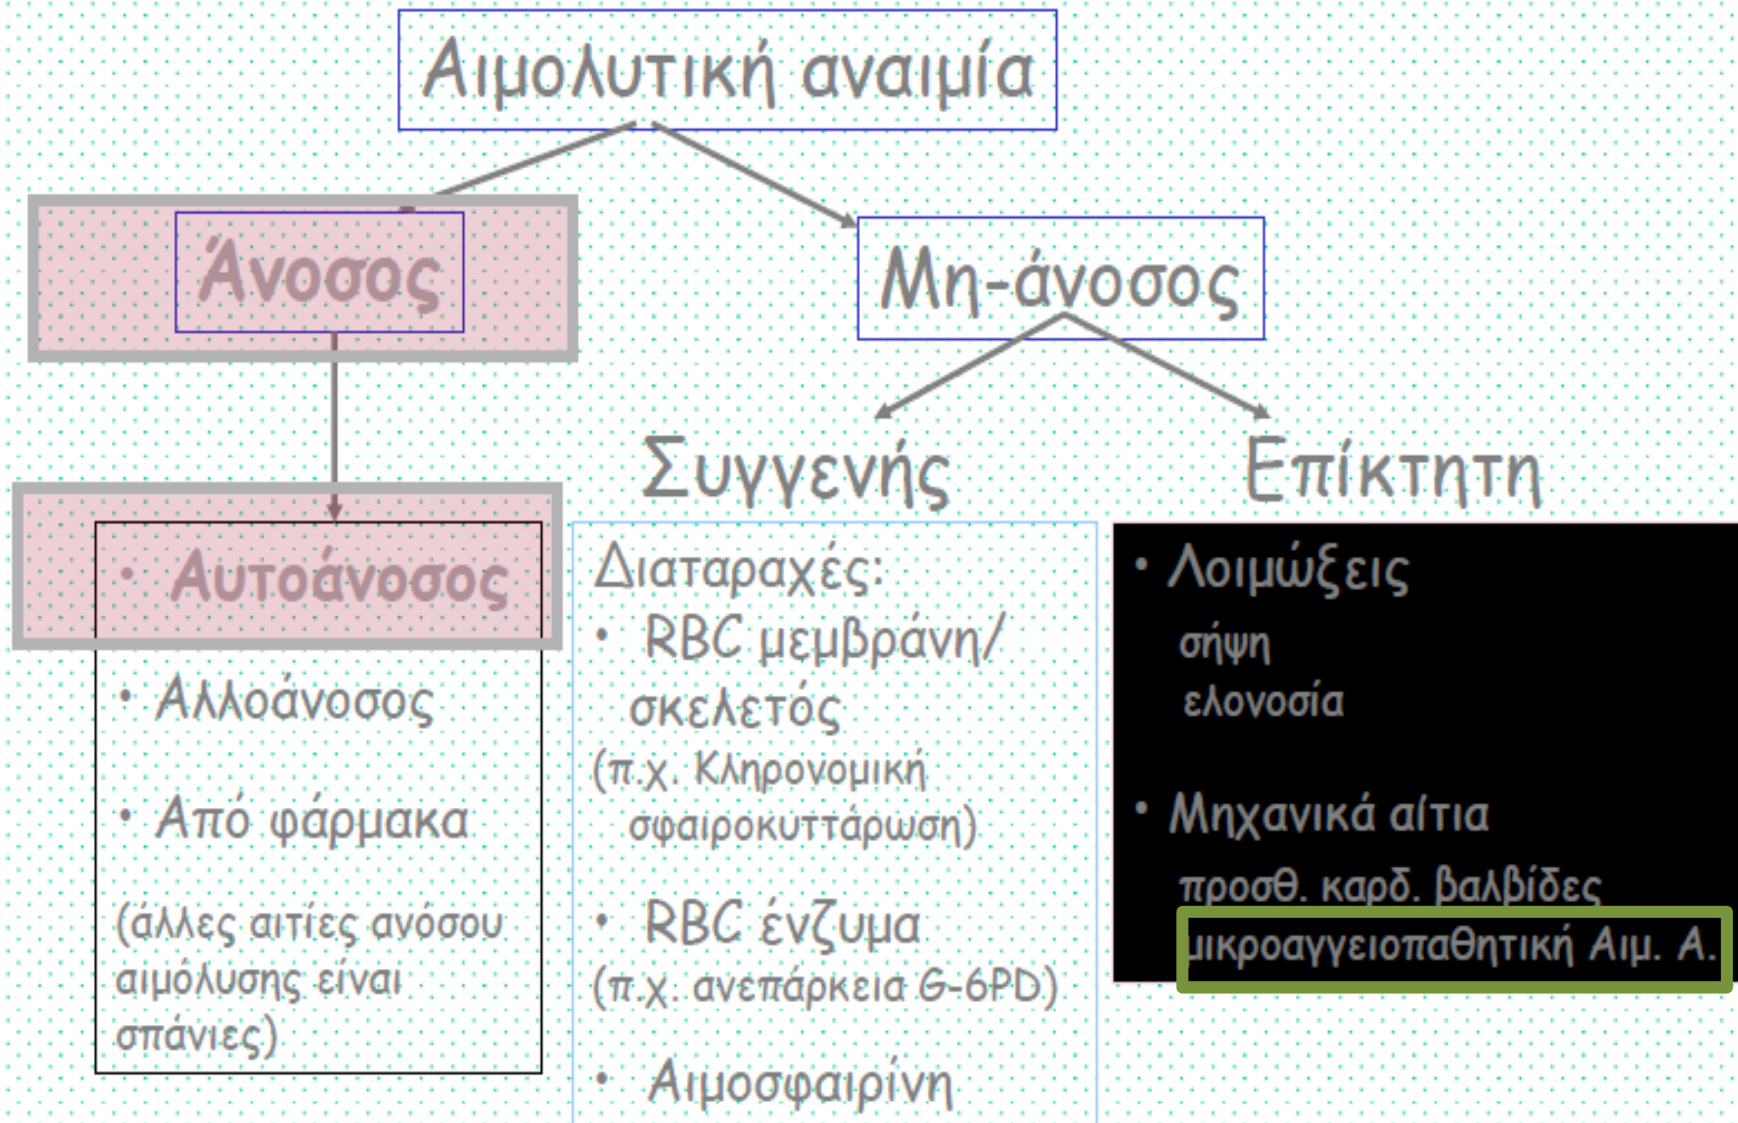 Αιμολυτική αναιμία
Άνοσος
Μη-άνοσος
Συγγενής
Επίκτητη
• Αυτοάνοσος
• Αλλοάνοσος
• Από φάρμακα
(άλλες αιτίες ανόσου
αιμόλυσης είναι
σπάνιες)
Διαταραχές:
• RBC μεμβράνη/
σκελετός
(π.χ. Κληρονομική
σφαιροκυττάρωση)
• RBC ένζυμα
(π.χ. ανεπάρκεια G-6PD)
• Αιμοσφαιρίνη
• Λοιμώξεις
σήψη
ελονοσία
• Μηχανικά αίτια
προσθ. καρδ. βαλβίδες
μικροαγγειοπαθητική Αιμ. Α.